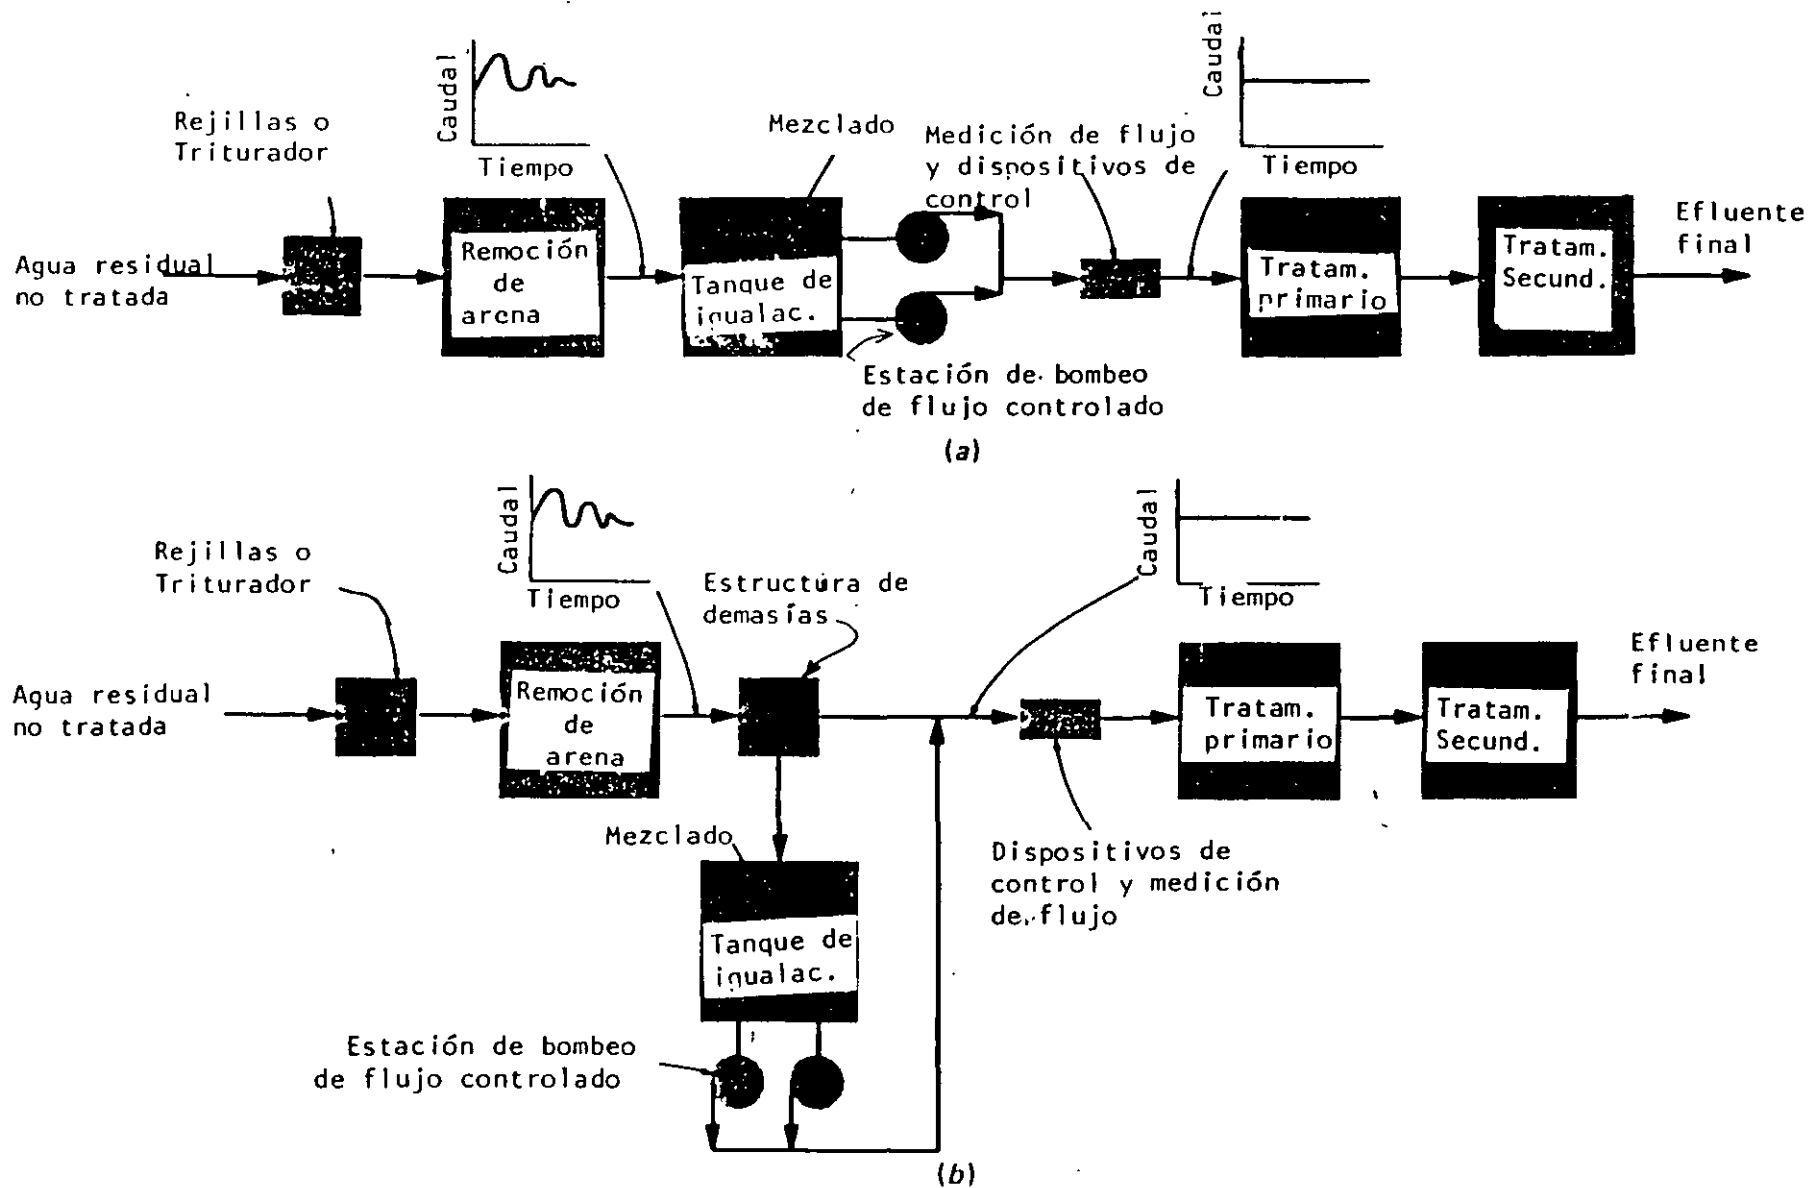 Caudal
Tiempo
Caudal
Tiempo
Rejillas o
Triturador
Mezclado
Medición de flujo
y dispositivos de
control
Agua residual
no tratada
Remoción
de
arena
Tanque de
igualac.
Tratam.
primario
Tratam.
Secund.
Efluente
final
Estación de bombeo
de flujo controlado
(a)
Caudal
Tiempo
Caudal
Tiempo
Rejillas o
Triturador
Estructura de
demasías
Agua residual
no tratada
Remoción
de
arena
Tratam.
primario
Tratam.
Secund.
Efluente
final
Mezclado
Tanque de
igualac.
Dispositivos de
control y medición
de flujo
Estación de bombeo
de flujo controlado
(b)